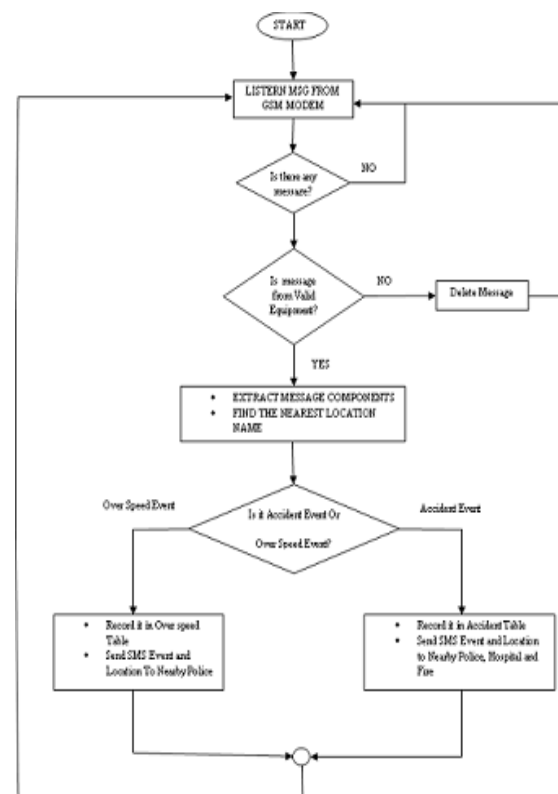 START
LISTERN MSG FROM
GSM MODEM
Is there any
message?
NO
Is message
from Valid
Equipment?
NO
Delete Message
YES
• EXTRACT MESSAGE COMPONENTS
• FIND THE NEAREST LOCATION
NAME
Over Speed Event
Is it Accident Event Or
Over Speed Event?
Accident Event
• Record it in Over speed
Table
• Send SMS Event and
Location To Nearby Police
• Record it in Accident Table
• Send SMS Event and Location
to Nearby Police, Hospital and
Fire